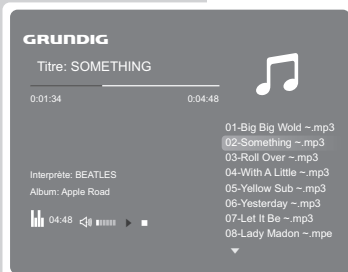 GRUNDIG
Titre: SOMETHING
0:01:34 0:04:48
Interprète: BEATLES
Album: Apple Road
04:48
01-Big Big Wold ~.mp3
02-Something ~.mp3
03-Roll Over ~.mp3
04-With A Little ~.mp3
05-Yellow Sub ~.mp3
06-Yesterday ~.mp3
07-Let It Be ~.mp3
08-Lady Madon ~.mpe